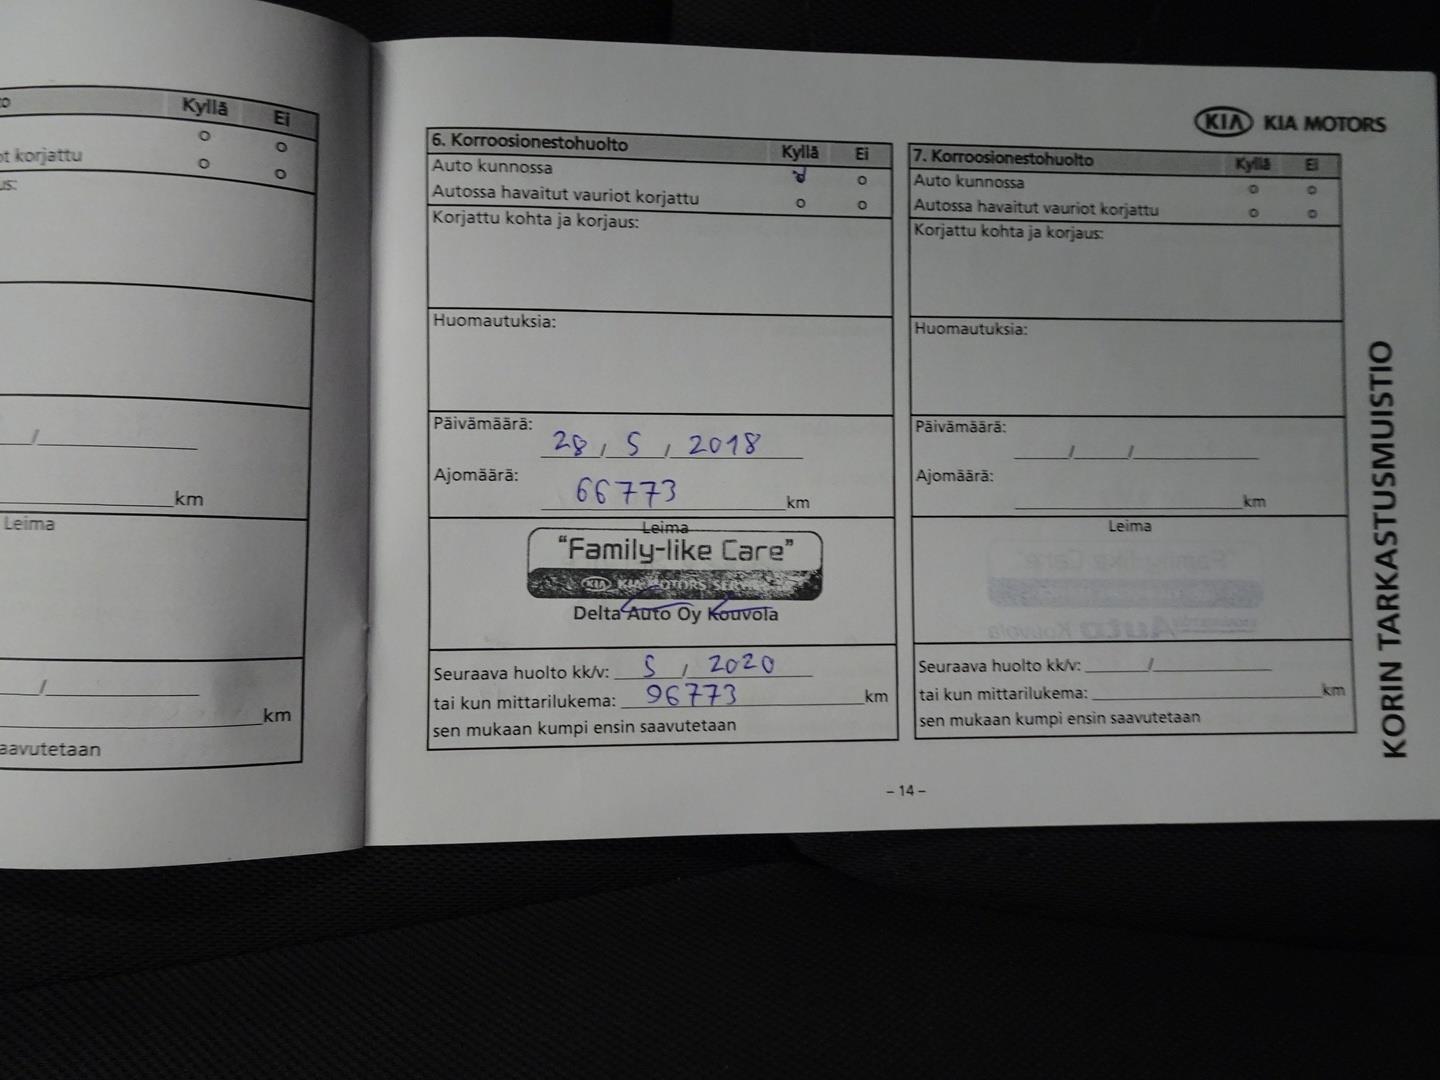 Kyllä Ei
korjattu
/
km
Leima
/
km
saavutetaan
KIA KIA MOTORS
6. Korroosionestohuolto Kyllä Ei
Auto kunnossa
Autossa havaitut vauriot korjattu
Korjattu kohta ja korjaus:
Huomautuksia:
Päivämäärä: 28 / 5 / 2018
Ajomäärä: 66773 km
Leima
"Family-like Care"
KIA KIA MOTORS SERVICE
Delta Auto Oy Kouvola
Seuraava huolto kk/v: 5 / 2020
tai kun mittarilukema: 96773 km
sen mukaan kumpi ensin saavutetaan
7. Korroosionestohuolto Kyllä Ei
Auto kunnossa
Autossa havaitut vauriot korjattu
Korjattu kohta ja korjaus:
Huomautuksia:
Päivämäärä: / /
Ajomäärä: km
Leima
Seuraava huolto kk/v: /
tai kun mittarilukema: km
sen mukaan kumpi ensin saavutetaan
KORIN TARKASTUSMUISTIO
– 14 –